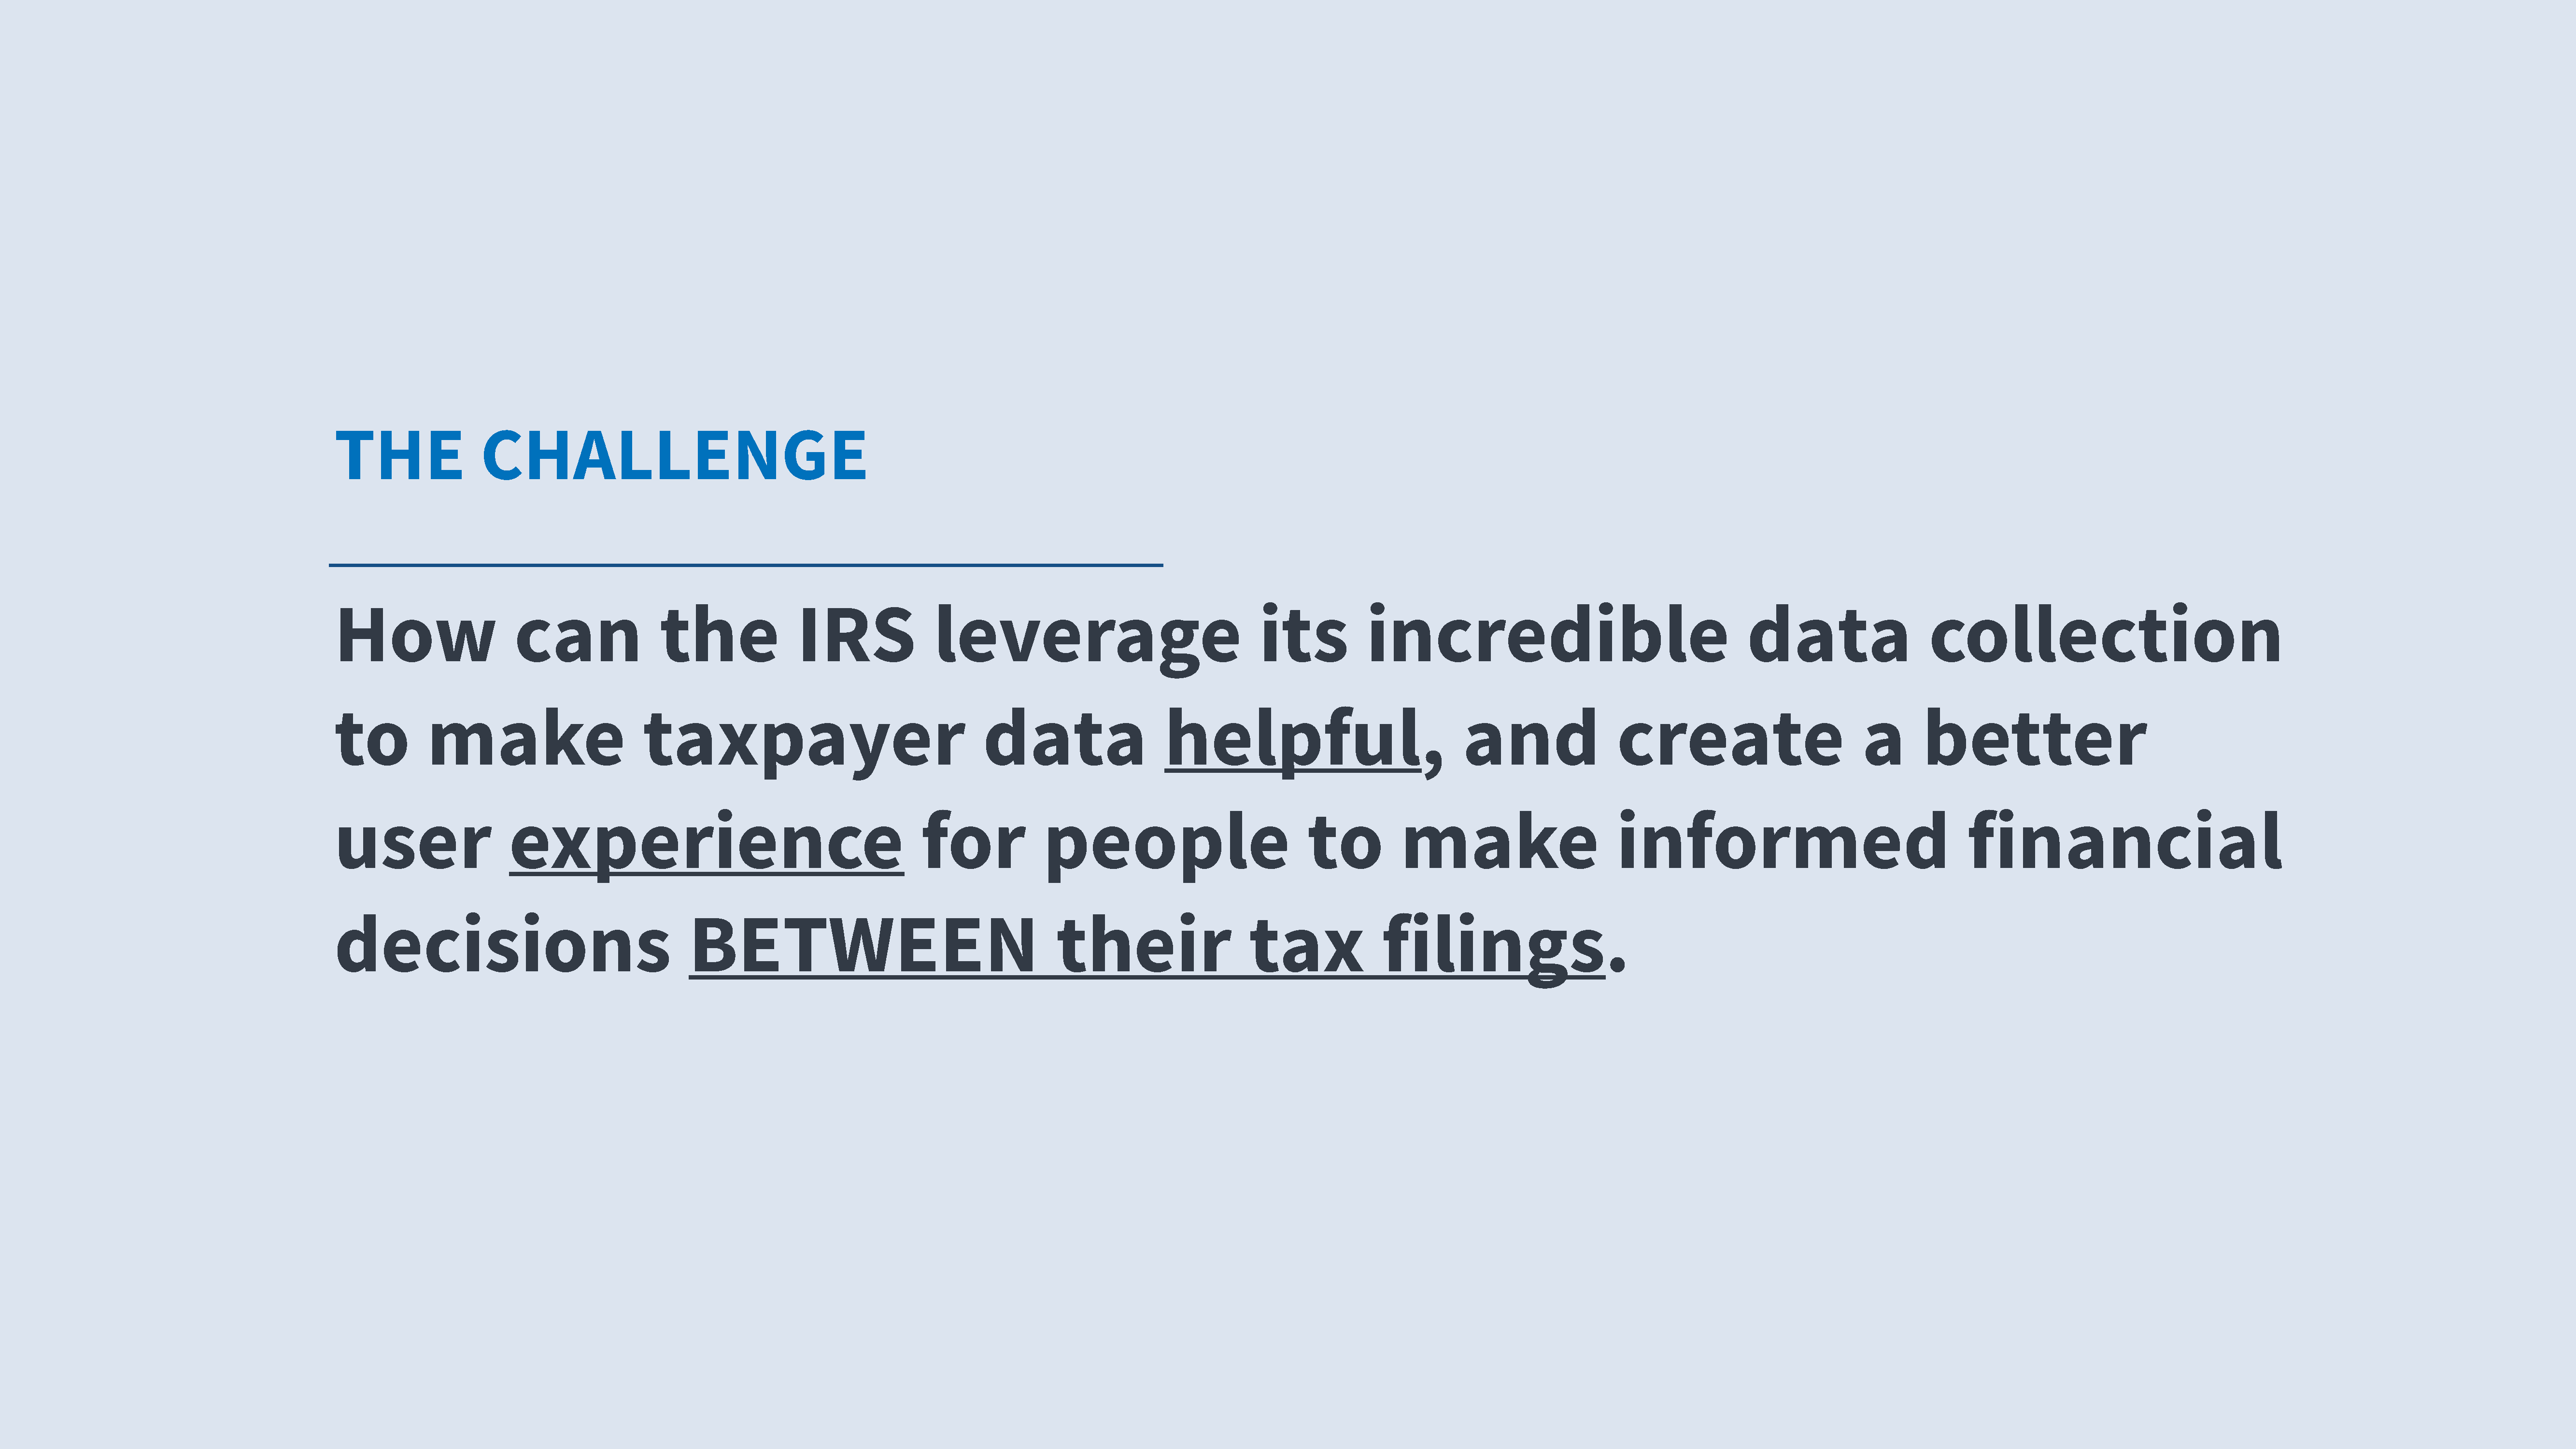 THE CHALLENGE
How can the IRS leverage its incredible data collection
to make taxpayer data helpful, and create a better
user experience for people to make informed financial
decisions BETWEEN their tax filings.